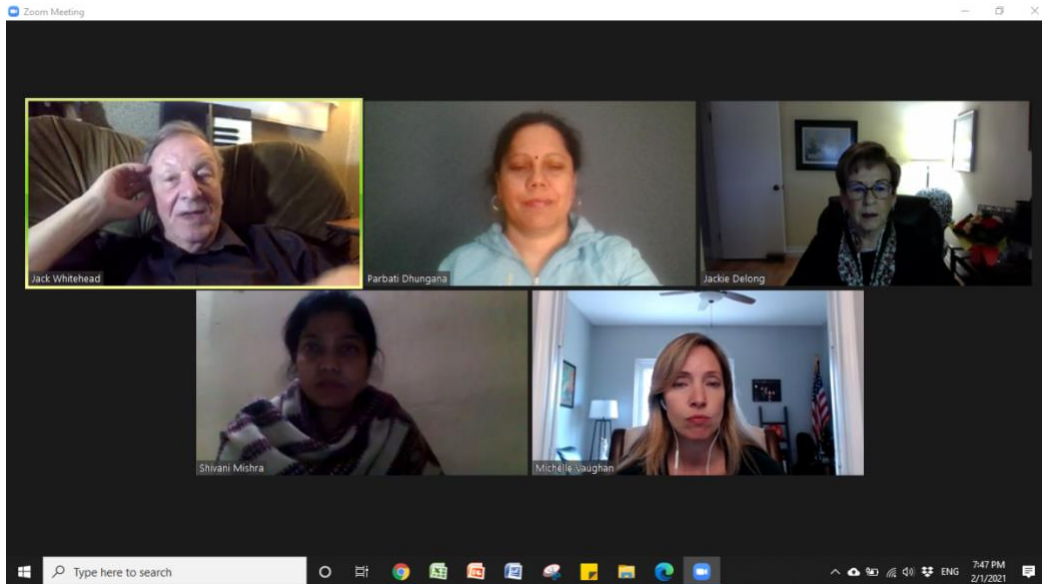 Zoom Meeting
Jack Whitehead
Parbati Dhungana
Jackie Delong
Shivani Mishra
Michelle Vaughan
Type here to search
ENG
7:47 PM
2/1/2021